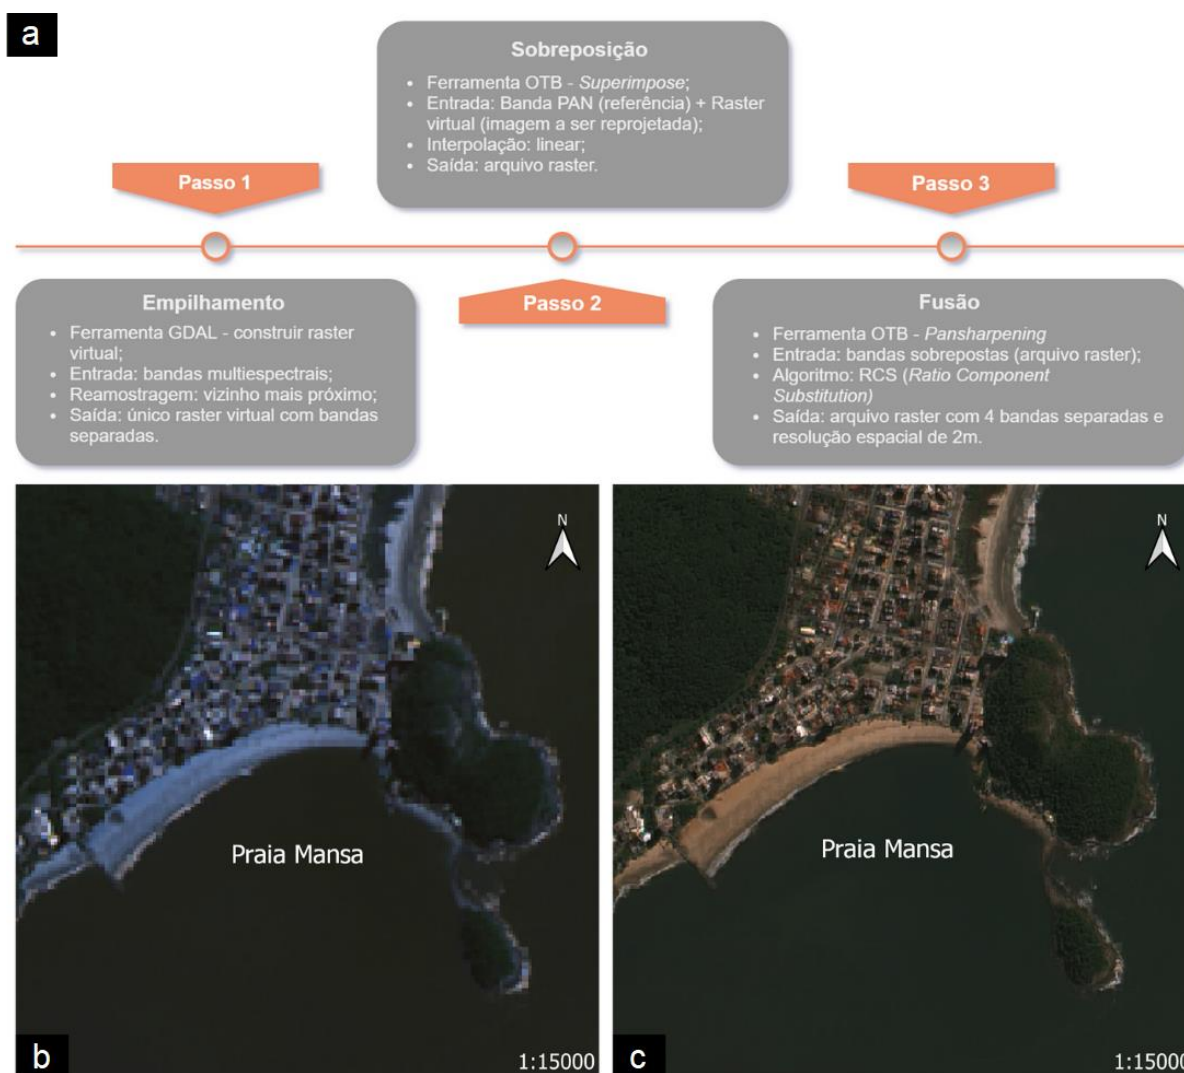 a
Sobreposição
• Ferramenta OTB - Superimpose;
• Entrada: Banda PAN (referência) + Raster
virtual (imagem a ser reprojetada);
• Interpolação: linear;
• Saída: arquivo raster.
Passo 1
Passo 3
Empilhamento
• Ferramenta GDAL - construir raster
virtual;
• Entrada: bandas multiespectrais;
• Reamostragem: vizinho mais próximo;
• Saída: único raster virtual com bandas
separadas.
Passo 2
Fusão
• Ferramenta OTB - Pansharpening
• Entrada: bandas sobrepostas (arquivo raster);
• Algoritmo: RCS (Ratio Component
Substitution)
• Saída: arquivo raster com 4 bandas separadas e
resolução espacial de 2m.
N
Praia Mansa
b
1:15000
N
Praia Mansa
c
1:15000